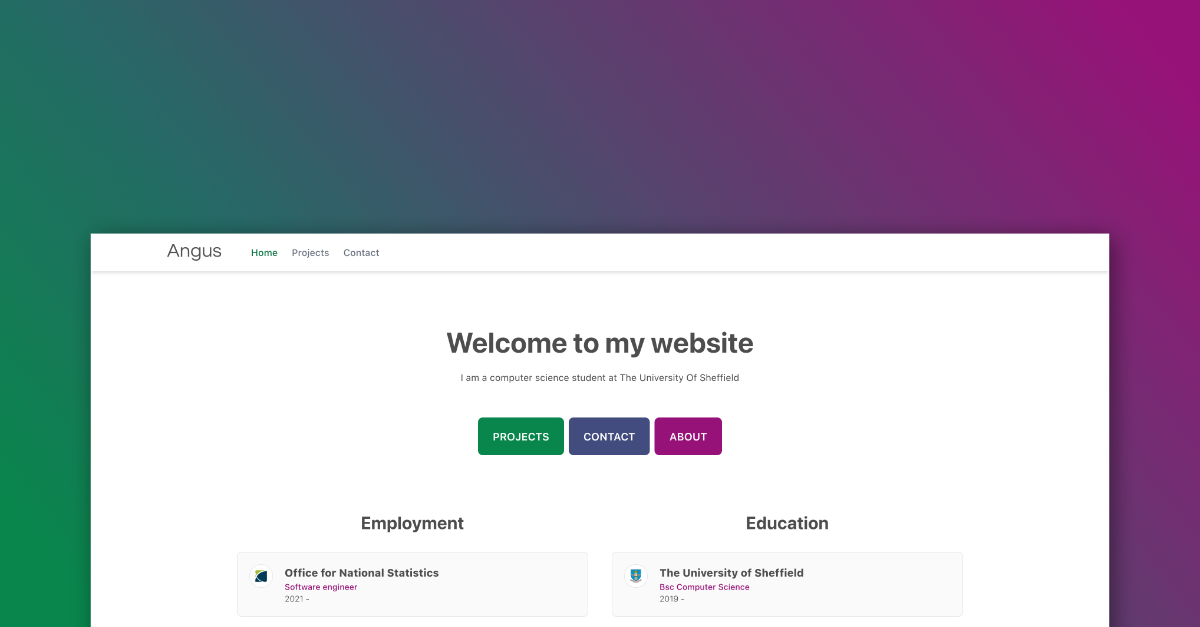 Angus Home Projects Contact
Welcome to my website
I am a computer science student at The University Of Sheffield
PROJECTS CONTACT ABOUT
Employment
Office for National Statistics
Software engineer
2021 -
Education
The University of Sheffield
Bsc Computer Science
2019 -